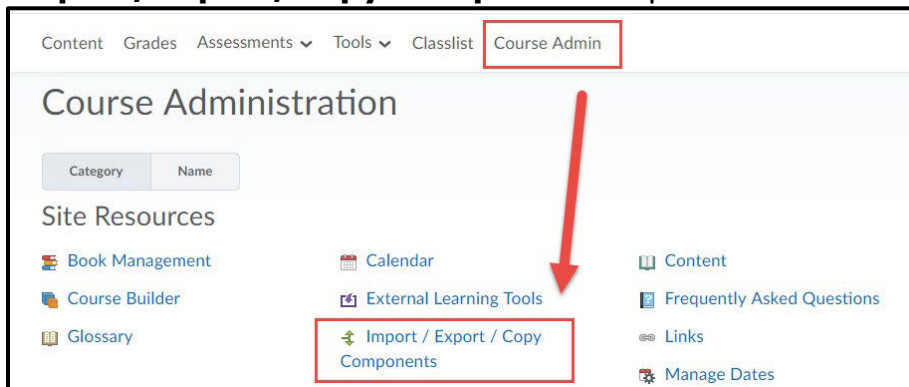 Content Grades Assessments Tools Classlist Course Admin
Course Administration
Category Name
Site Resources
Book Management Calendar Content
Course Builder External Learning Tools Frequently Asked Questions
Glossary Import / Export / Copy Links
Components
Manage Dates